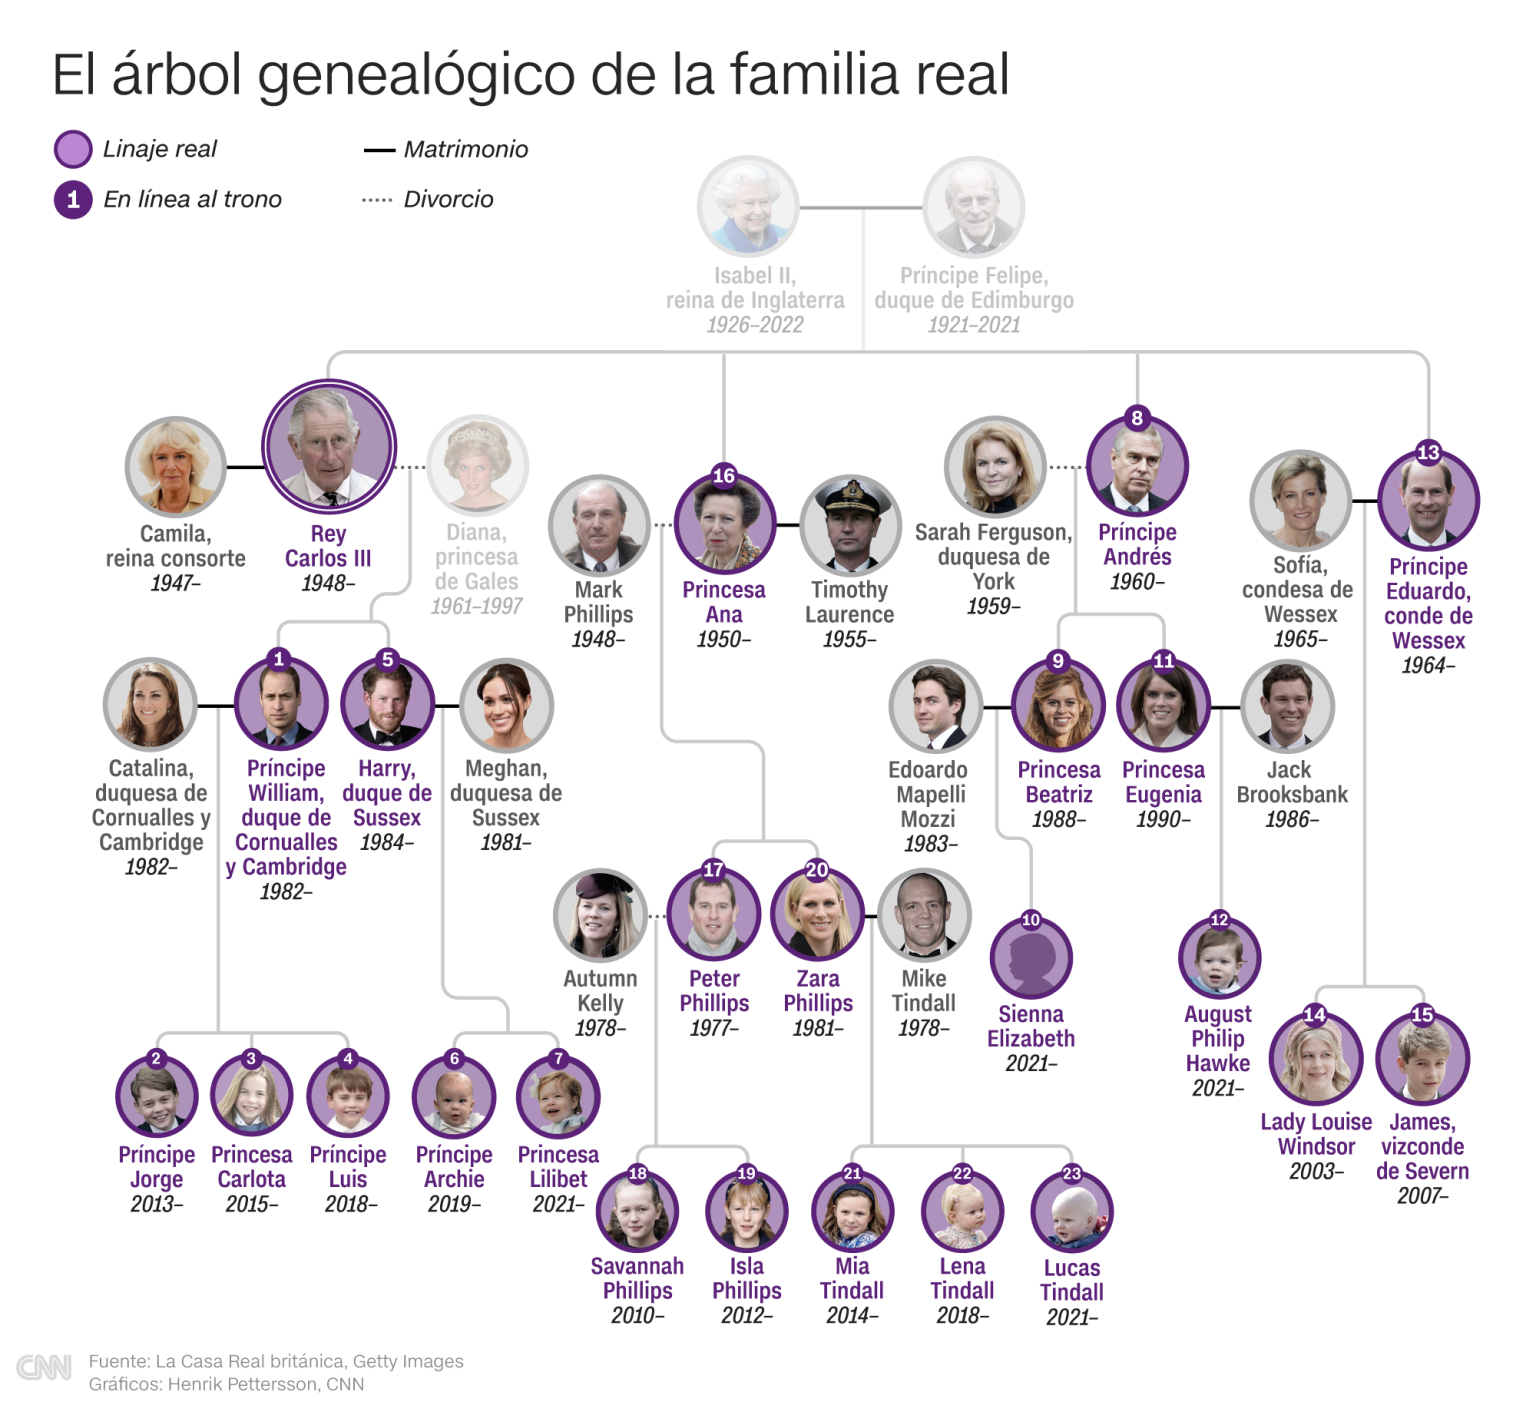 El árbol genealógico de la familia real
Linaje real
Matrimonio
1
En línea al trono
Divorcio
Isabel II,
reina de Inglaterra
1926–2022
Príncipe Felipe,
duque de Edimburgo
1921–2021
Camila,
reina consorte
1947–
Rey
Carlos III
1948–
Diana,
princesa
de Gales
1961–1997
Mark
Phillips
1948–
16
Princesa
Ana
1950–
Timothy
Laurence
1955–
Sarah Ferguson,
duquesa de
York
1959–
8
Príncipe
Andrés
1960–
Sofía,
condesa de
Wessex
1965–
13
Príncipe
Eduardo,
conde de
Wessex
1964–
Catalina,
duquesa de
Cornualles y
Cambridge
1982–
1
Príncipe
William,
duque de
Cornualles
y Cambridge
1982–
5
Harry,
duque de
Sussex
1984–
Meghan,
duquesa de
Sussex
1981–
Edoardo
Mapelli
Mozzi
1983–
9
Princesa
Beatriz
1988–
11
Princesa
Eugenia
1990–
Jack
Brooksbank
1986–
Autumn
Kelly
1978–
17
Peter
Phillips
1977–
20
Zara
Phillips
1981–
Mike
Tindall
1978–
10
Sienna
Elizabeth
2021–
12
August
Philip
Hawke
2021–
14
Lady Louise
Windsor
2003–
15
James,
vizconde
de Severn
2007–
2
Príncipe
Jorge
2013–
3
Princesa
Carlota
2015–
4
Príncipe
Luis
2018–
6
Príncipe
Archie
2019–
7
Princesa
Lilibet
2021–
18
Savannah
Phillips
2010–
19
Isla
Phillips
2012–
21
Mia
Tindall
2014–
22
Lena
Tindall
2018–
23
Lucas
Tindall
2021–
CNN
Fuente: La Casa Real británica, Getty Images
Gráficos: Henrik Pettersson, CNN